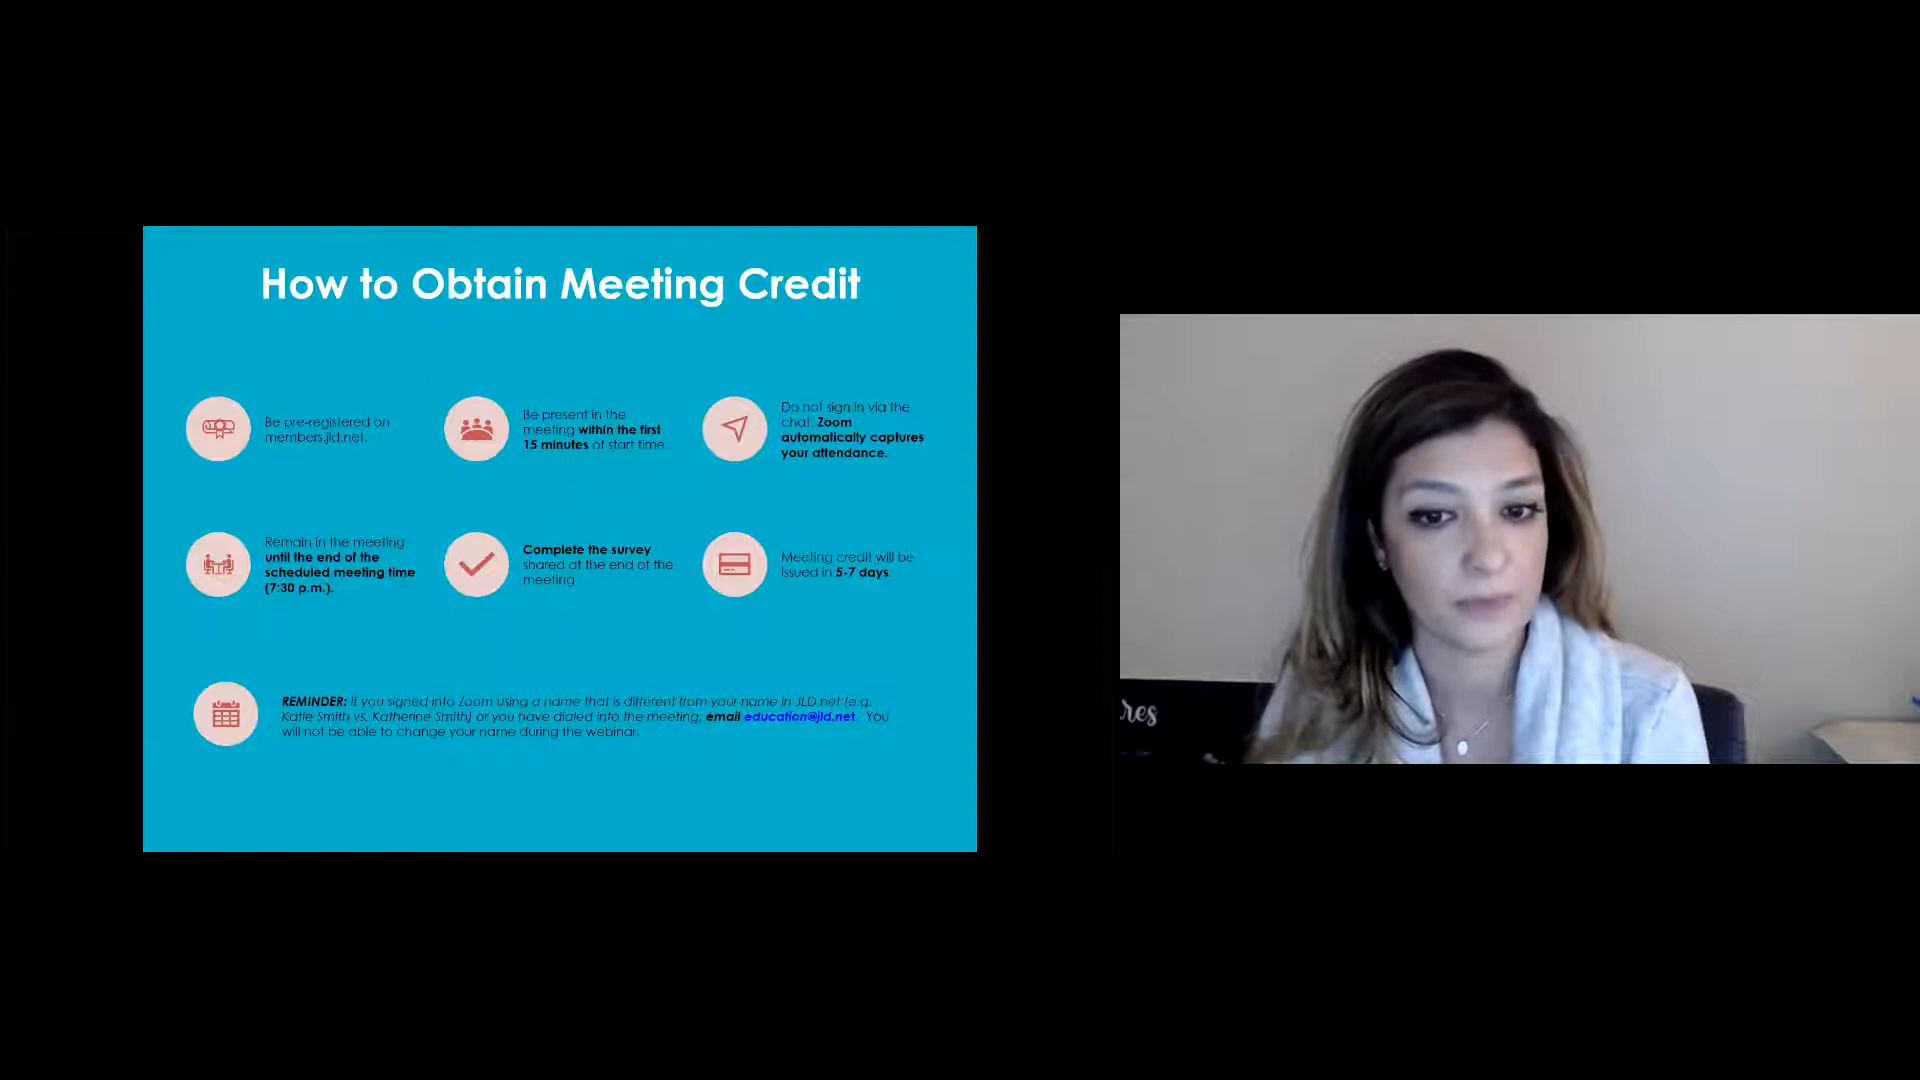 How to Obtain Meeting Credit
Be pre-registered on
members.jld.net.
Be present in the
meeting within the first
15 minutes of start time.
Do not sign in via the
chat. Zoom
automatically captures
your attendance.
Remain in the meeting
until the end of the
scheduled meeting time
(7:30 p.m.).
Complete the survey
shared at the end of the
meeting
Meeting credit will be
issued in 5-7 days.
REMINDER: If you signed into Zoom using a name that is different from your name in JLD.net (e.g.
Katie Smith vs. Katherine Smith) or you have dialed into the meeting, email education@jld.net. You
will not be able to change your name during the webinar.
res